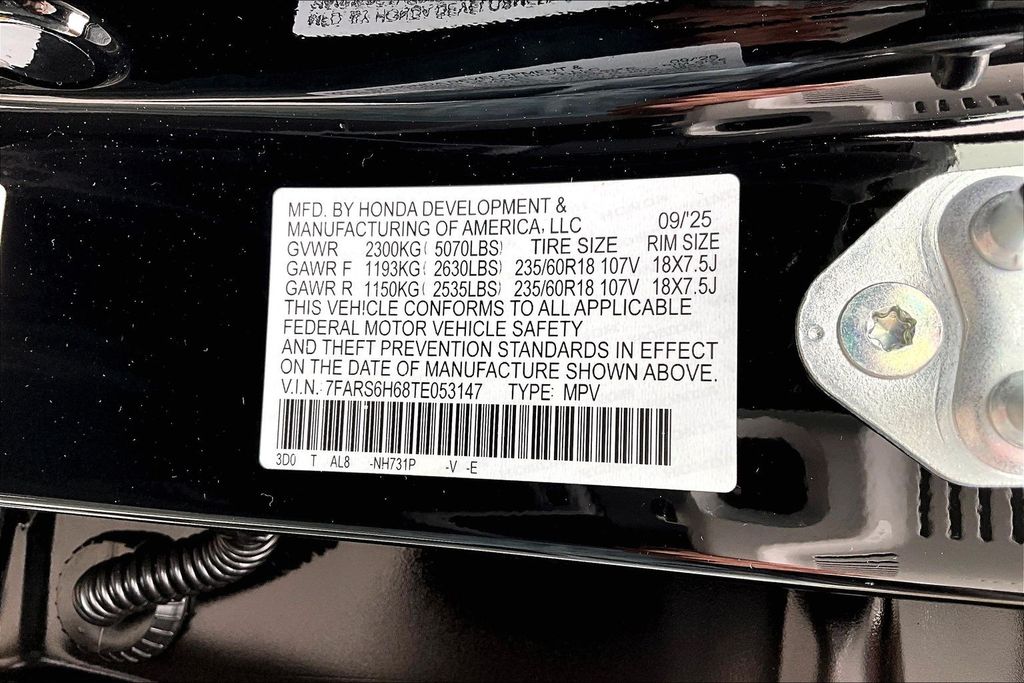 MFD. BY HONDA DEVELOPMENT &
MANUFACTURING OF AMERICA, LLC 09/'25
GVWR 2300KG( 5070LBS) TIRE SIZE RIM SIZE
GAWR F 1193KG( 2630LBS) 235/60R18 107V 18X7.5J
GAWR R 1150KG( 2535LBS) 235/60R18 107V 18X7.5J
THIS VEHICLE CONFORMS TO ALL APPLICABLE
FEDERAL MOTOR VEHICLE SAFETY
AND THEFT PREVENTION STANDARDS IN EFFECT
ON THE DATE OF MANUFACTURE SHOWN ABOVE.
V.I.N. 7FARS6H68TE053147 TYPE: MPV
3D0 T AL8 -NH731P -V -E